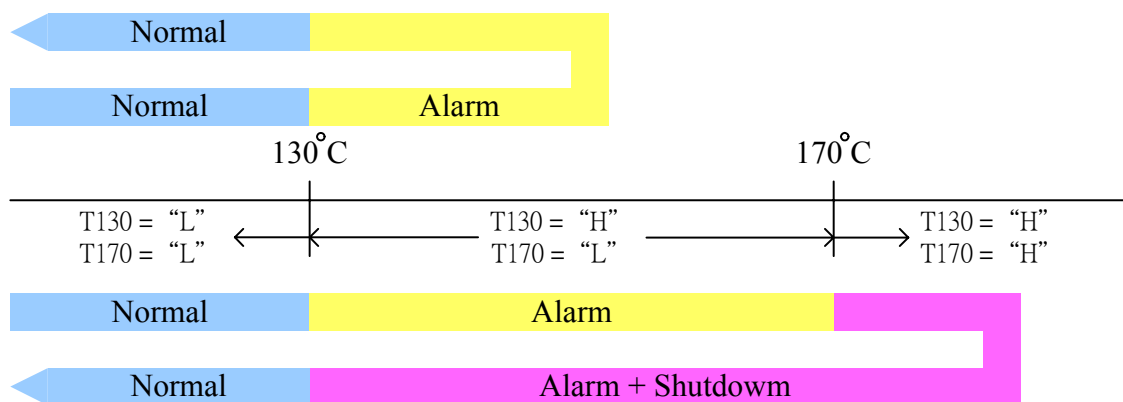 Normal
Normal Alarm
130°C 170°C
T130 = “L” T130 = “H” T130 = “H”
T170 = “L” T170 = “L” T170 = “H”
Normal Alarm
Normal Alarm + Shutdowm